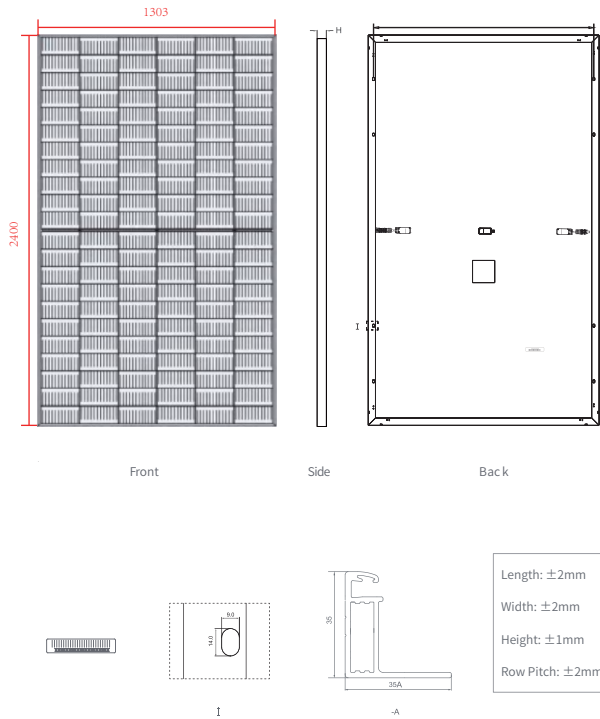 1303
H
2400
I
Front
Side
Back
Length: ±2mm
Width: ±2mm
Height: ±1mm
Row Pitch: ±2mm
9.0
14.0
35
35A
I
-A